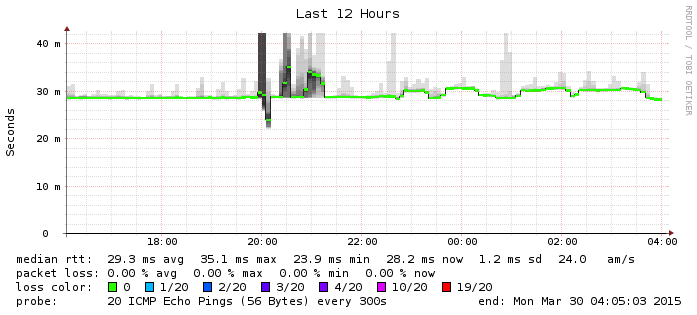 Last 12 Hours
RRDTOOL / TOBI OETIKER
Seconds
40 m
30 m
20 m
10 m
0
18:00 20:00 22:00 00:00 02:00 04:00
median rtt: 29.3 ms avg 35.1 ms max 23.9 ms min 28.2 ms now 1.2 ms sd 24.0 am/s
packet loss: 0.00 % avg 0.00 % max 0.00 % min 0.00 % now
loss color: 0 1/20 2/20 3/20 4/20 10/20 19/20
probe: 20 ICMP Echo Pings (56 Bytes) every 300s end: Mon Mar 30 04:05:03 2015